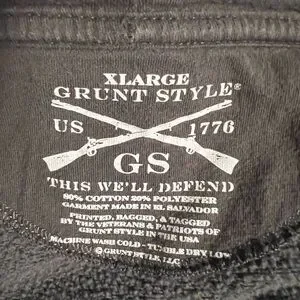 XLARGE
GRUNT STYLE®
US 1776
GS
THIS WE'LL DEFEND
80% COTTON 20% POLYESTER
GARMENT MADE IN EL SALVADOR
PRINTED, BAGGED, & TAGGED
BY THE VETERANS & PATRIOTS OF
GRUNT STYLE IN THE USA
MACHINE WASH COLD - TUMBLE DRY LOW
© GRUNT STYLE, LLC